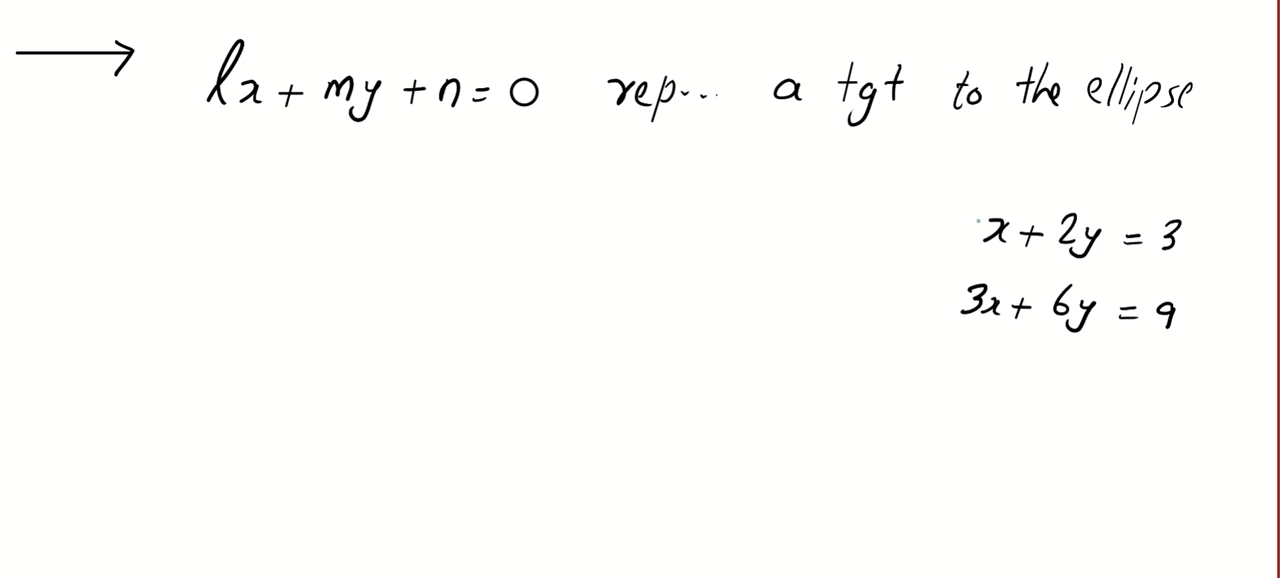 lx + my + n = 0 rep... a tgt to the ellipse
x + 2y = 3
3x + 6y = 9